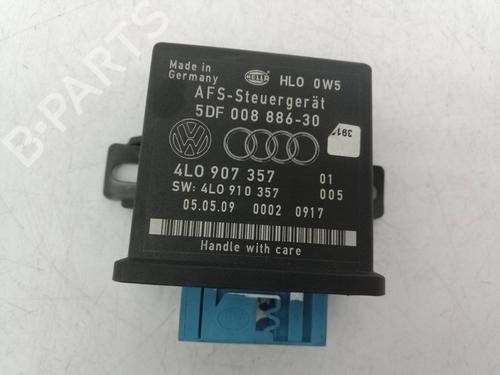 Made in
Germany
HELLA
HLO 0W5
AFS-Steuergerät
5DF 008 886-30
391
4L0 907 357 01
SW: 4L0 910 357 005
05.05.09 0002 0917
Handle with care
B-PARTS